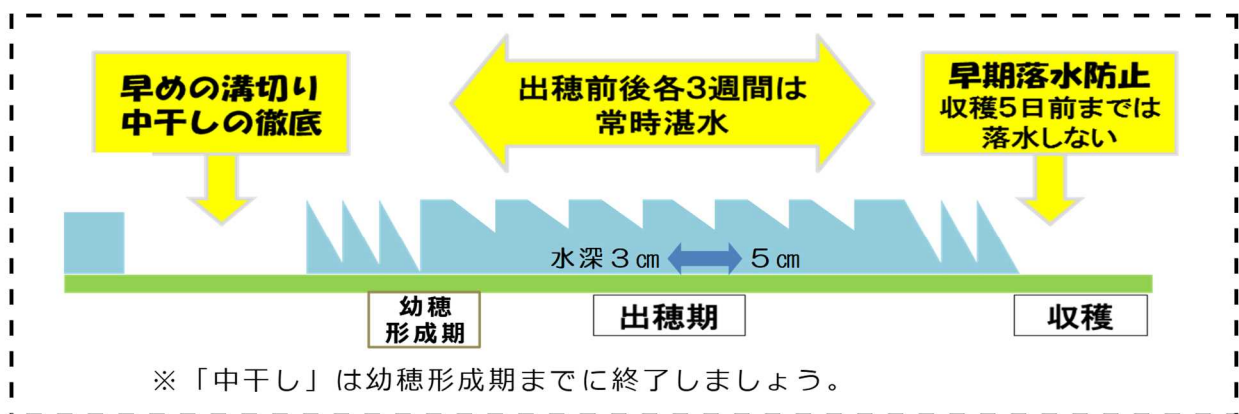 早めの溝切り
中干しの徹底
出穂前後各3週間は
常時湛水
早期落水防止
収穫5日前までは
落水しない
水深3㎝
5㎝
幼穂
形成期
出穂期
収穫
※「中干し」は幼穂形成期までに終了しましょう。